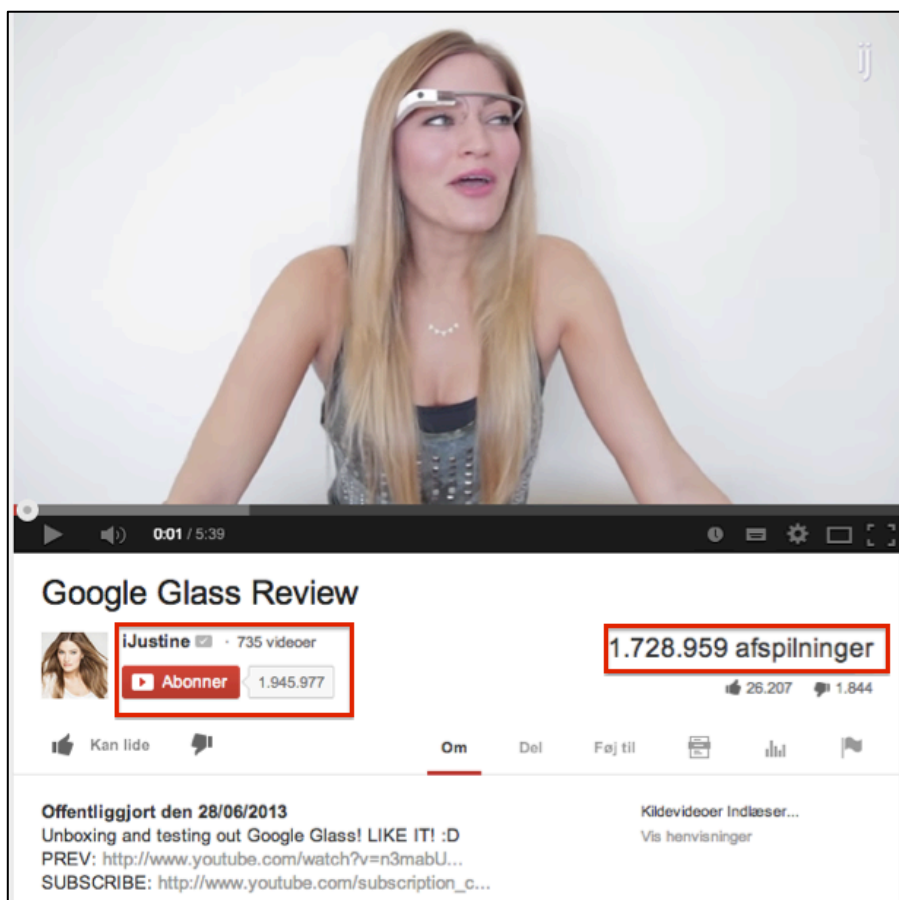 ij
0:01 / 5:39
Google Glass Review
iJustine · 735 videoer
Abonner 1.945.977
1.728.959 afspilninger
26.207 1.844
Kan lide
Om Del Føj til
Offentliggjort den 28/06/2013
Unboxing and testing out Google Glass! LIKE IT! :D
PREV: http://www.youtube.com/watch?v=n3mabU...
SUBSCRIBE: http://www.youtube.com/subscription_c...
Kildevideoer Indlæser...
Vis henvisninger